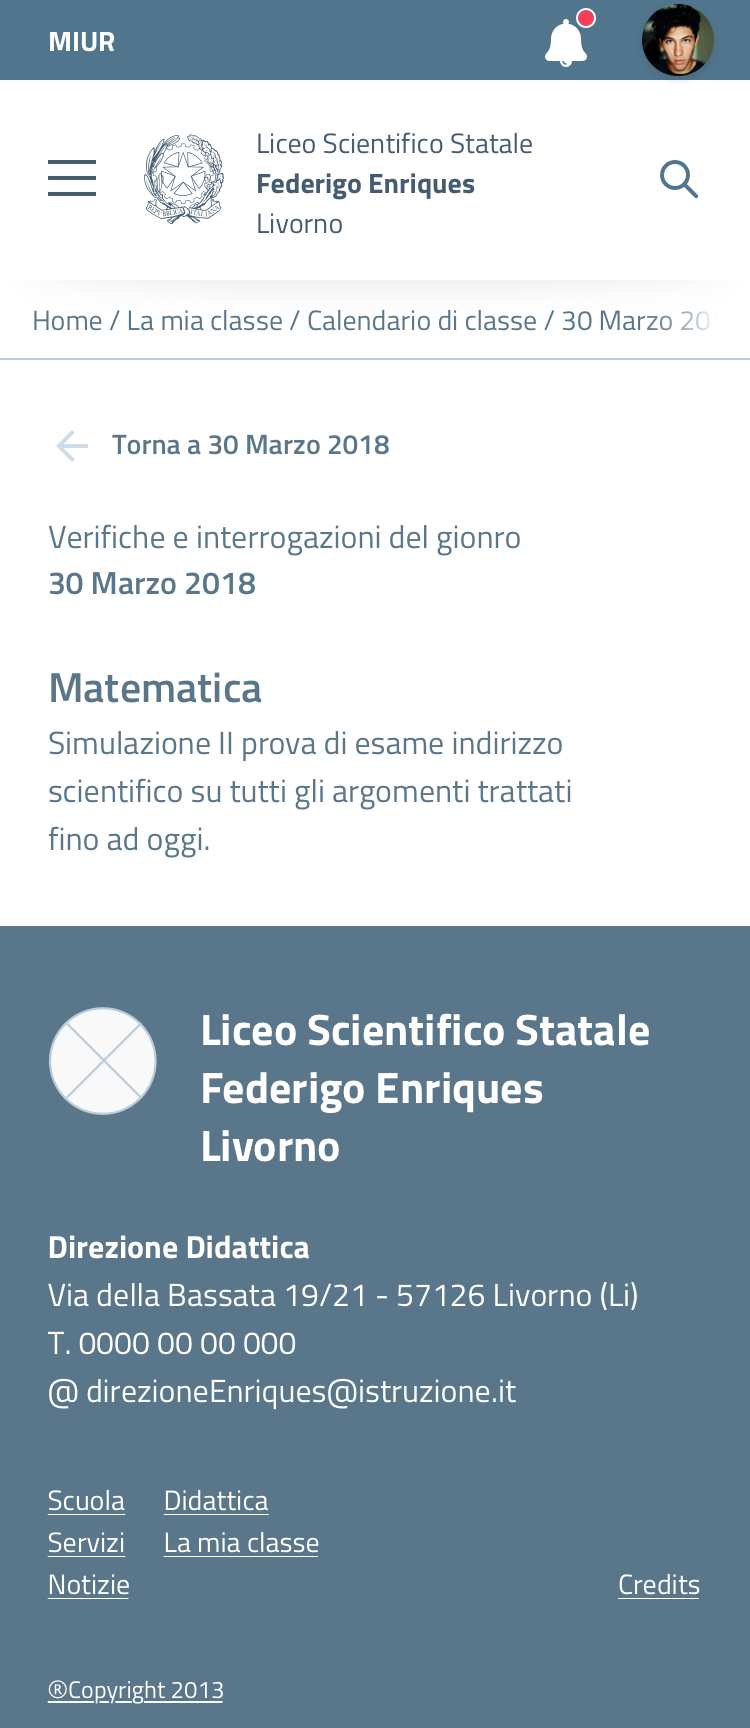 MIUR
Liceo Scientifico Statale
Federigo Enriques
Livorno
REPVBBLICA ITALIANA
Home / La mia classe / Calendario di classe / 30 Marzo 20
Torna a 30 Marzo 2018
Verifiche e interrogazioni del gionro
30 Marzo 2018
Matematica
Simulazione II prova di esame indirizzo
scientifico su tutti gli argomenti trattati
fino ad oggi.
Liceo Scientifico Statale
Federigo Enriques
Livorno
Direzione Didattica
Via della Bassata 19/21 - 57126 Livorno (Li)
T. 0000 00 00 000
@ direzioneEnriques@istruzione.it
Scuola Didattica
Servizi La mia classe
Notizie Credits
®Copyright 2013